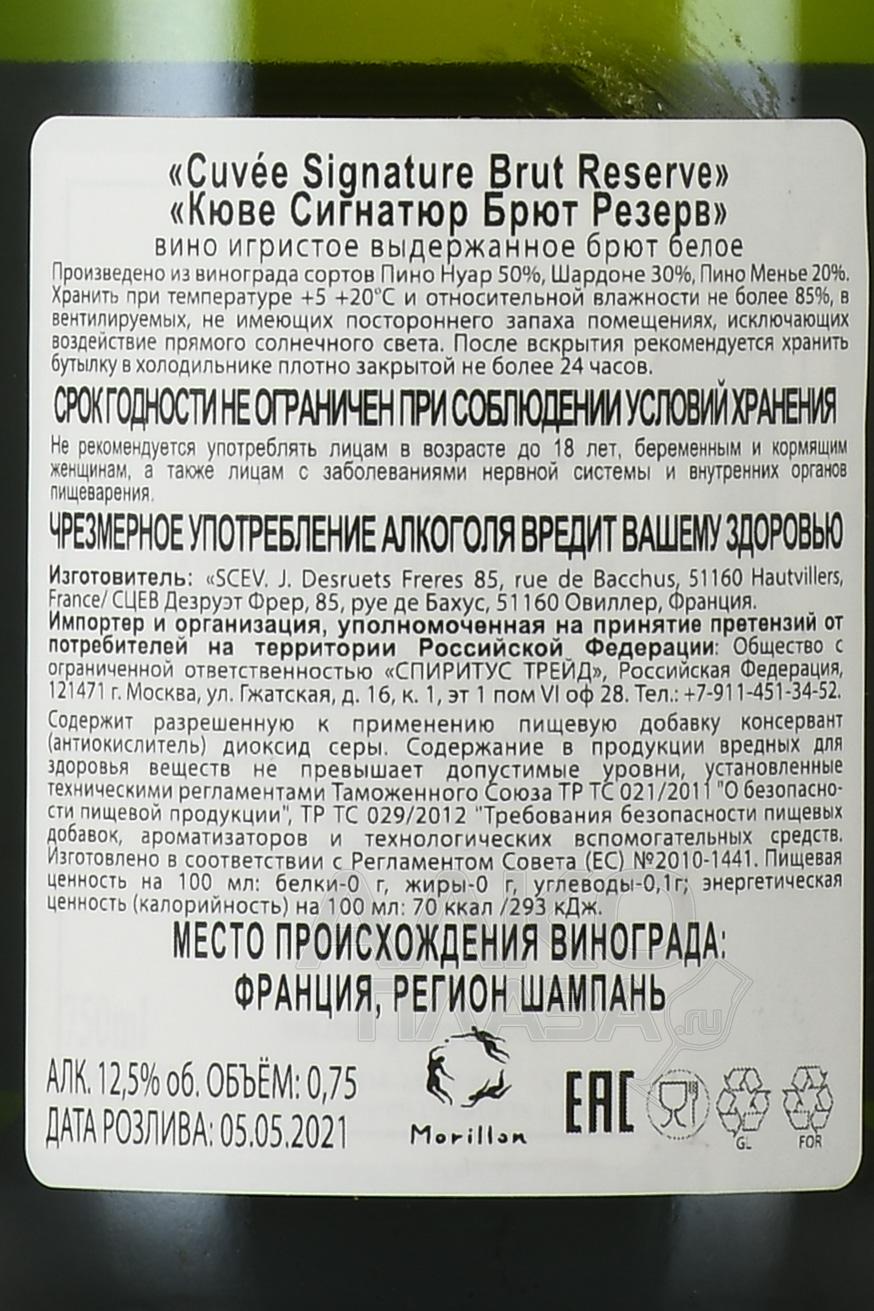 «Cuvée Signature Brut Reserve»
«Кюве Сигнатюр Брют Резерв»
вино игристое выдержанное брют белое
Произведено из винограда сортов Пино Нуар 50%, Шардоне 30%, Пино Менье 20%.
Хранить при температуре +5 +20°С и относительной влажности не более 85%, в
вентилируемых, не имеющих постороннего запаха помещениях, исключающих
воздействие прямого солнечного света. После вскрытия рекомендуется хранить
бутылку в холодильнике плотно закрытой не более 24 часов.
СРОК ГОДНОСТИ НЕ ОГРАНИЧЕН ПРИ СОБЛЮДЕНИИ УСЛОВИЙ ХРАНЕНИЯ
Не рекомендуется употреблять лицам в возрасте до 18 лет, беременным и кормящим
женщинам, а также лицам с заболеваниями нервной системы и внутренних органов
пищеварения.
ЧРЕЗМЕРНОЕ УПОТРЕБЛЕНИЕ АЛКОГОЛЯ ВРЕДИТ ВАШЕМУ ЗДОРОВЬЮ
Изготовитель: «SCEV. J. Desruets Freres 85, rue de Bacchus, 51160 Hautvillers,
France/ СЦЕВ Дезруэт Фрер, 85, руе де Бахус, 51160 Овиллер, Франция.
Импортер и организация, уполномоченная на принятие претензий от
потребителей на территории Российской Федерации: Общество с
ограниченной ответственностью «СПИРИТУС ТРЕЙД», Российская Федерация,
121471 г. Москва, ул. Гжатская, д. 16, к. 1, эт 1 пом VI оф 28. Тел.: +7-911-451-34-52.
Содержит разрешенную к применению пищевую добавку консервант
(антиокислитель) диоксид серы. Содержание в продукции вредных для
здоровья веществ не превышает допустимые уровни, установленные
техническими регламентами Таможенного Союза ТР ТС 021/2011 "О безопасно-
сти пищевой продукции", ТР ТС 029/2012 "Требования безопасности пищевых
добавок, ароматизаторов и технологических вспомогательных средств.
Изготовлено в соответствии с Регламентом Совета (ЕС) №2010-1441. Пищевая
ценность на 100 мл: белки-0 г, жиры-0 г, углеводы-0,1г; энергетическая
ценность (калорийность) на 100 мл: 70 ккал /293 кДж.
МЕСТО ПРОИСХОЖДЕНИЯ ВИНОГРАДА:
ФРАНЦИЯ, РЕГИОН ШАМПАНЬ
АЛКО
ПЛАЗА.ru
АЛК. 12,5% об. ОБЪЁМ: 0,75
ДАТА РОЗЛИВА: 05.05.2021
Morillon
EAC
GL
FOR